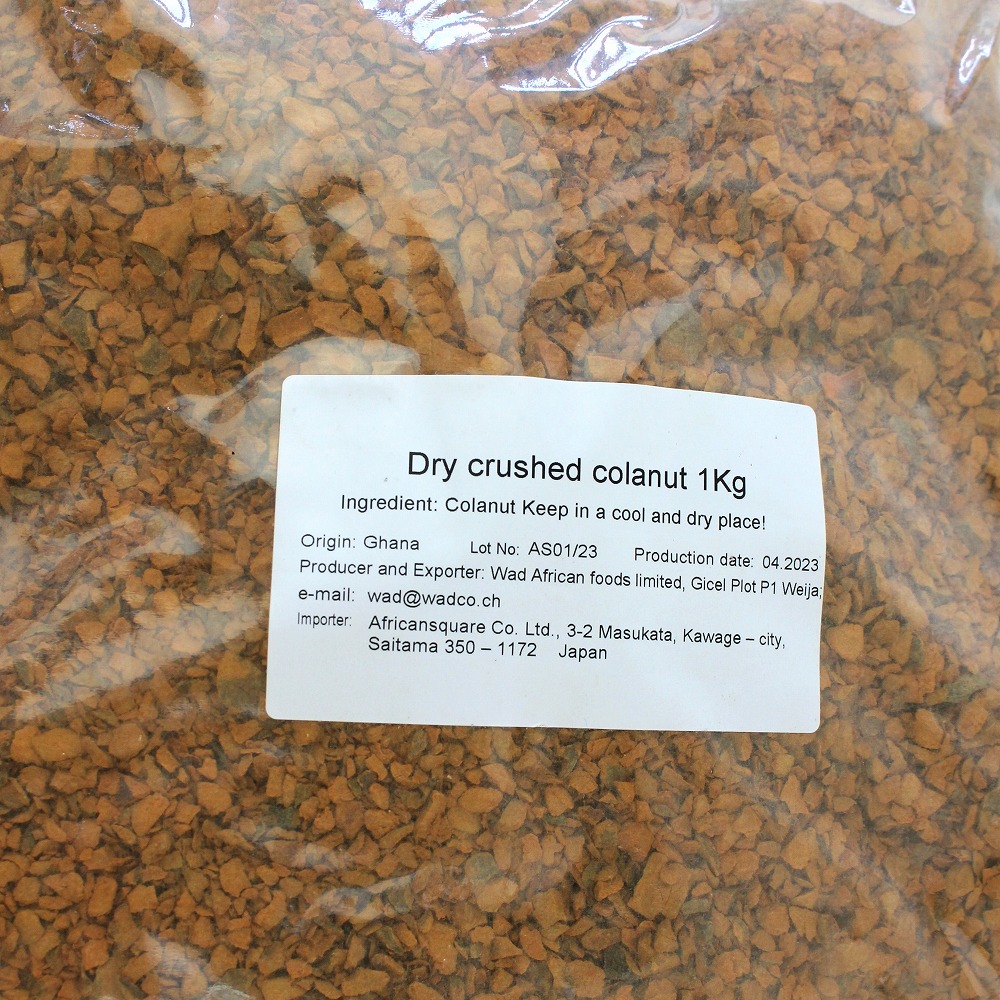 Dry crushed colanut 1Kg
Ingredient: Colanut Keep in a cool and dry place!
Origin: Ghana Lot No: AS01/23 Production date: 04.2023
Producer and Exporter: Wad African foods limited, Gicel Plot P1 Weija;
e-mail: wad@wadco.ch
Importer: Africansquare Co. Ltd., 3-2 Masukata, Kawage – city,
Saitama 350 – 1172 Japan